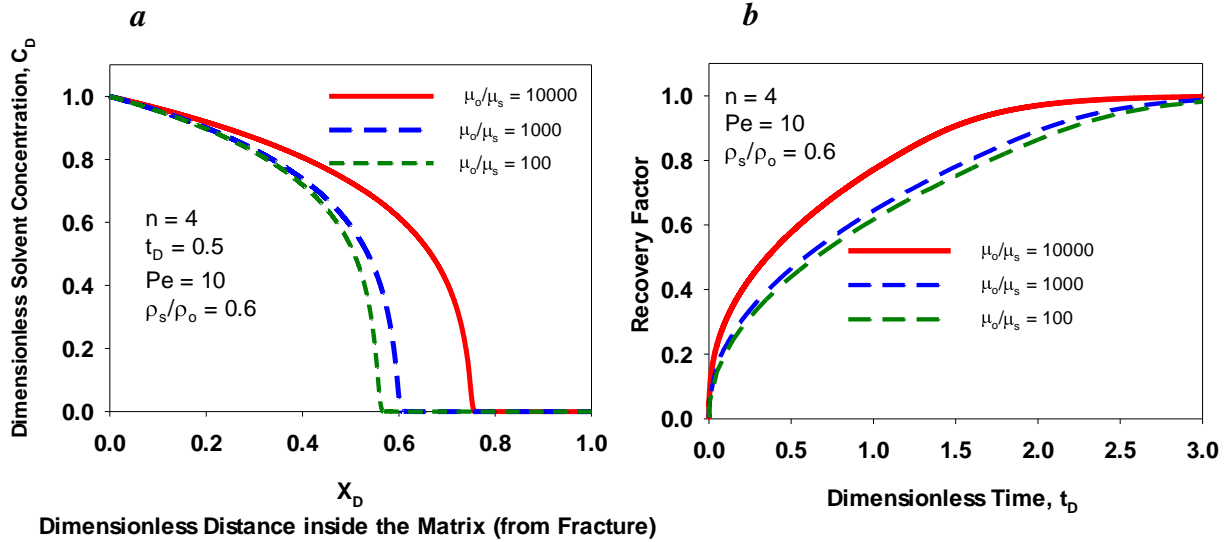 a
Dimensionless Solvent Concentration, C_D
1.0
0.8
0.6
0.4
0.2
0.0
μo/μs = 10000
μo/μs = 1000
μo/μs = 100
n = 4
t_D = 0.5
Pe = 10
ρs/ρo = 0.6
0.0 0.2 0.4 0.6 0.8 1.0
X_D
Dimensionless Distance inside the Matrix (from Fracture)
b
Recovery Factor
1.0
0.8
0.6
0.4
0.2
0.0
n = 4
Pe = 10
ρs/ρo = 0.6
μo/μs = 10000
μo/μs = 1000
μo/μs = 100
0.0 0.5 1.0 1.5 2.0 2.5 3.0
Dimensionless Time, t_D